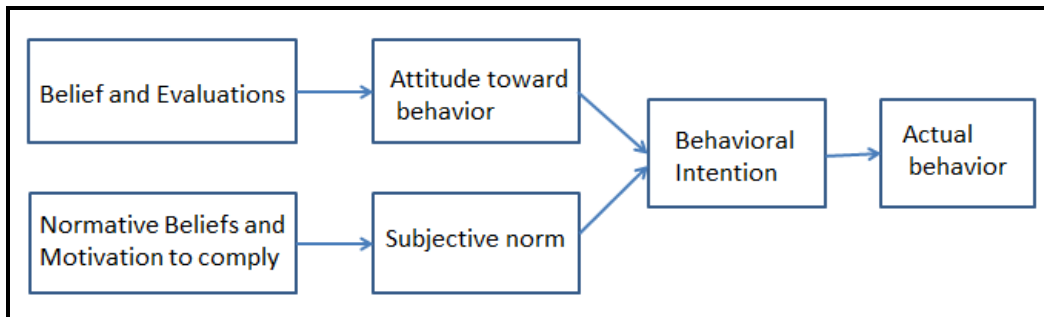 Belief and Evaluations
Attitude toward
behavior
Normative Beliefs and
Motivation to comply
Subjective norm
Behavioral
Intention
Actual
behavior